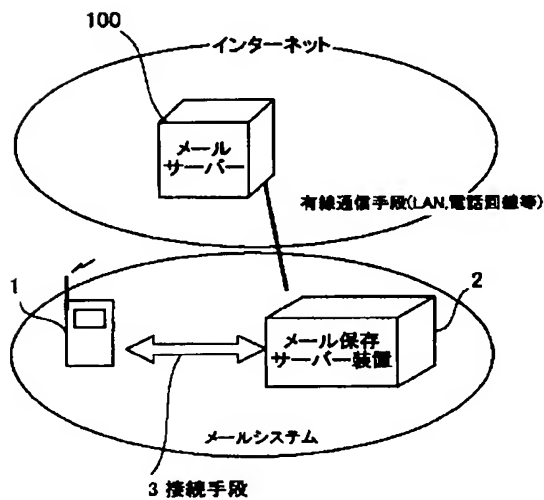 インターネット
100
メール
サーバー
有線通信手段(LAN,電話回線等)
1
2
メール保存
サーバー装置
メールシステム
3 接続手段